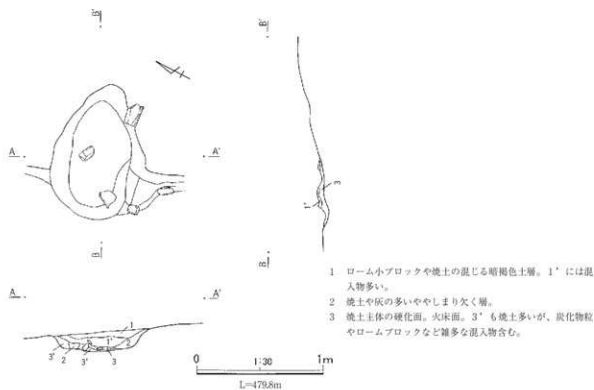 B'
B'
A
A'
3
1'
B
B
1 ローム小ブロックや焼土の混じる暗褐色土層。1'には混
入物多い。
2 焼土や灰の多いややしまり欠く層。
3 焼土主体の硬化面。火床面。3'も焼土多いが、炭化物粒
やロームブロックなど雑多な混入物含む。
A
A'
1
1'
2
3' 2 3' 3
0 1:30 1m
L=479.8m